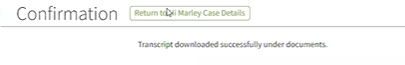 Confirmation Return to Marley Case Details
Transcript downloaded successfully under documents.